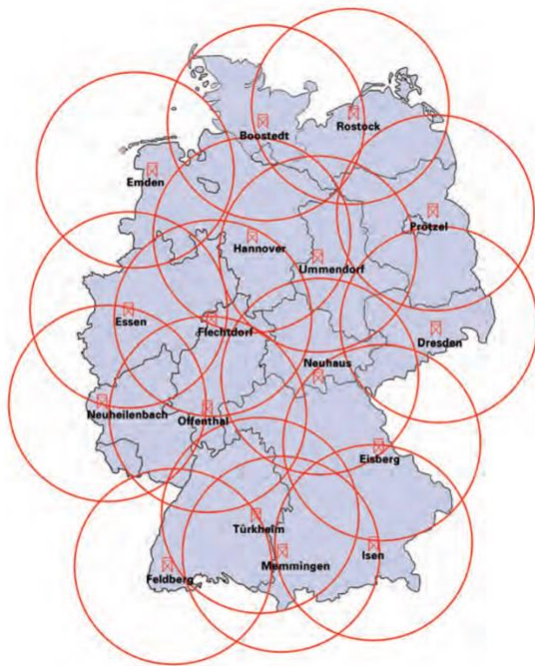 Rostock
Boostedt
Emden
Prötzel
Hannover
Ummendorf
Essen
Flechtdorf
Dresden
Neuhaus
Neuheilenbach
Offenthal
Eisberg
Türkheim
Memmingen
Isen
Feldberg